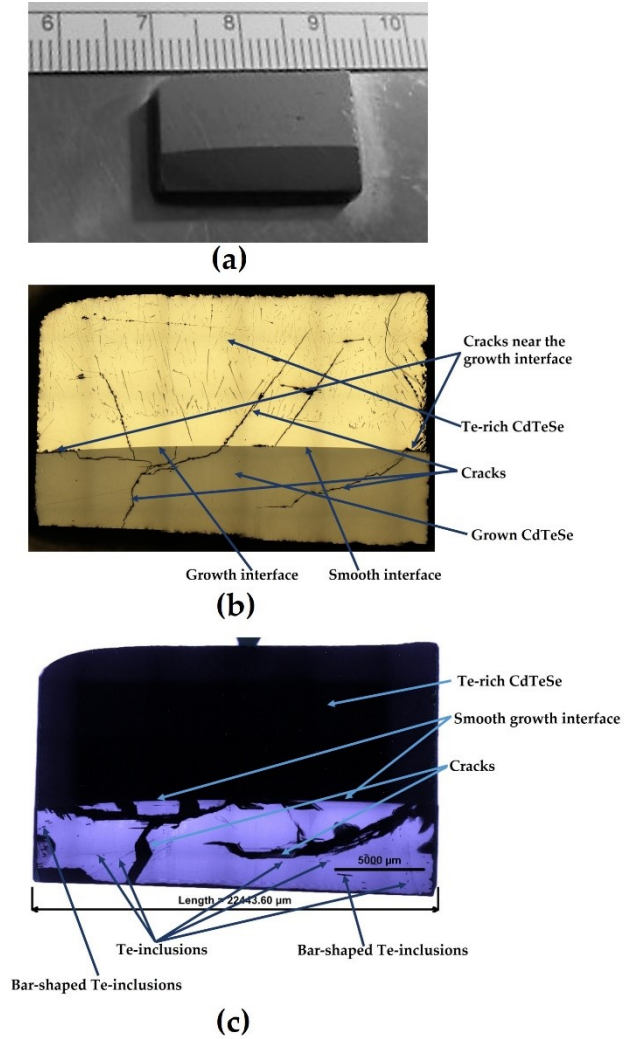 6 7 8 9 10
(a)
Cracks near the
growth interface
Te-rich CdTeSe
Cracks
Grown CdTeSe
Growth interface
Smooth interface
(b)
Te-rich CdTeSe
Smooth growth interface
Cracks
5000 µm
Length = 22443.60 µm
Te-inclusions
Bar-shaped Te-inclusions
Bar-shaped Te-inclusions
(c)